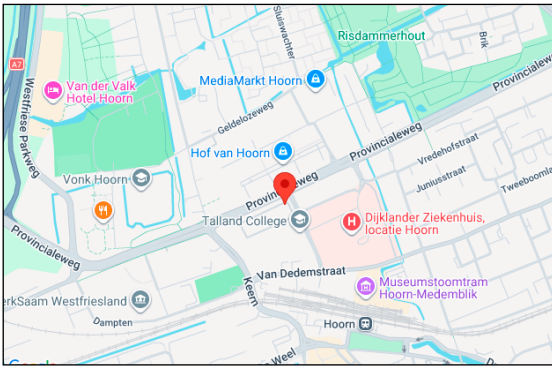 Sluiswachter
Risdammerhout
Brik
A7
Westfriese Parkweg
Van der Valk
Hotel Hoorn
MediaMarkt Hoorn
Provincialeweg
Geldelozeweg
Provincialeweg
Hof van Hoorn
Vredehofstraat
Vonk Hoorn
Provincialeweg
Juniusstraat
Tweeboomla
Talland College
H
Dijklander Ziekenhuis,
locatie Hoorn
Provincialeweg
Van Dedemstraat
Keern
Museumstoomtram
Hoorn-Medemblik
erkSaam Westfriesland
Dampten
Hoorn
an Weel